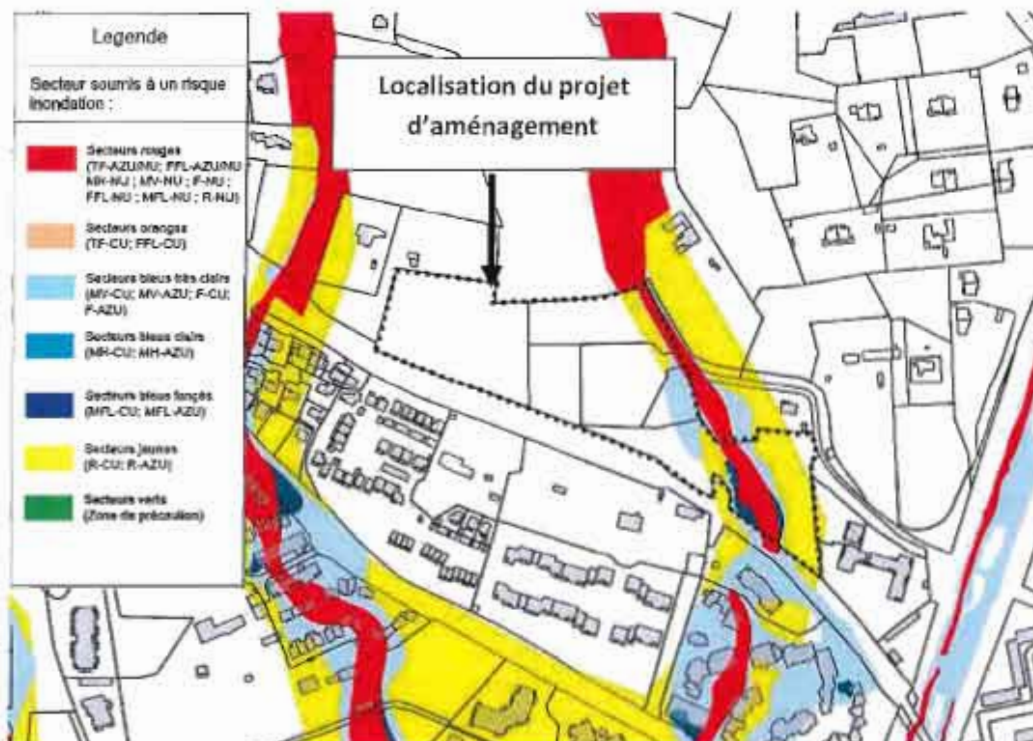 Legende
Secteur soumis à un risque
inondation :
Secteurs rouges
(TF-AZU/NU; FFL-AZU/NU
MH-NU ; MV-NU ; F-NU ;
FFL-NU ; MFL-NU ; R-NU)
Secteurs oranges
(TF-CU; FFL-CU)
Secteurs bleus très clairs
(MV-CU; MV-AZU; F-CU;
F-AZU)
Secteurs bleus clairs
(MH-CU; MH-AZU)
Secteurs bleus fonçés
(MFL-CU; MFL-AZU)
Secteurs jaunes
(R-CU; R-AZU)
Secteurs verts
(Zone de précaution)
Localisation du projet
d'aménagement